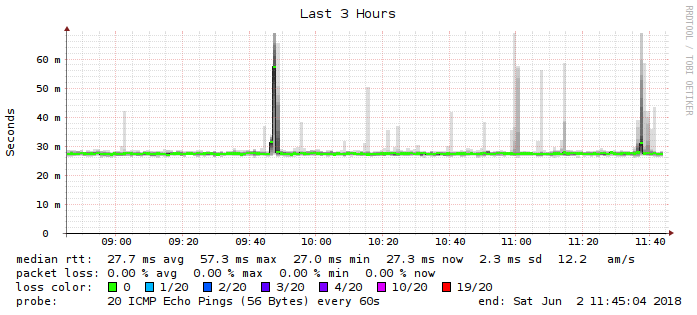 Last 3 Hours
RRDTOOL / TOBI OETIKER
Seconds
60 m
50 m
40 m
30 m
20 m
10 m
0
09:00 09:20 09:40 10:00 10:20 10:40 11:00 11:20 11:40
median rtt: 27.7 ms avg 57.3 ms max 27.0 ms min 27.3 ms now 2.3 ms sd 12.2 am/s
packet loss: 0.00 % avg 0.00 % max 0.00 % min 0.00 % now
loss color: 0 1/20 2/20 3/20 4/20 10/20 19/20
probe: 20 ICMP Echo Pings (56 Bytes) every 60s end: Sat Jun 2 11:45:04 2018